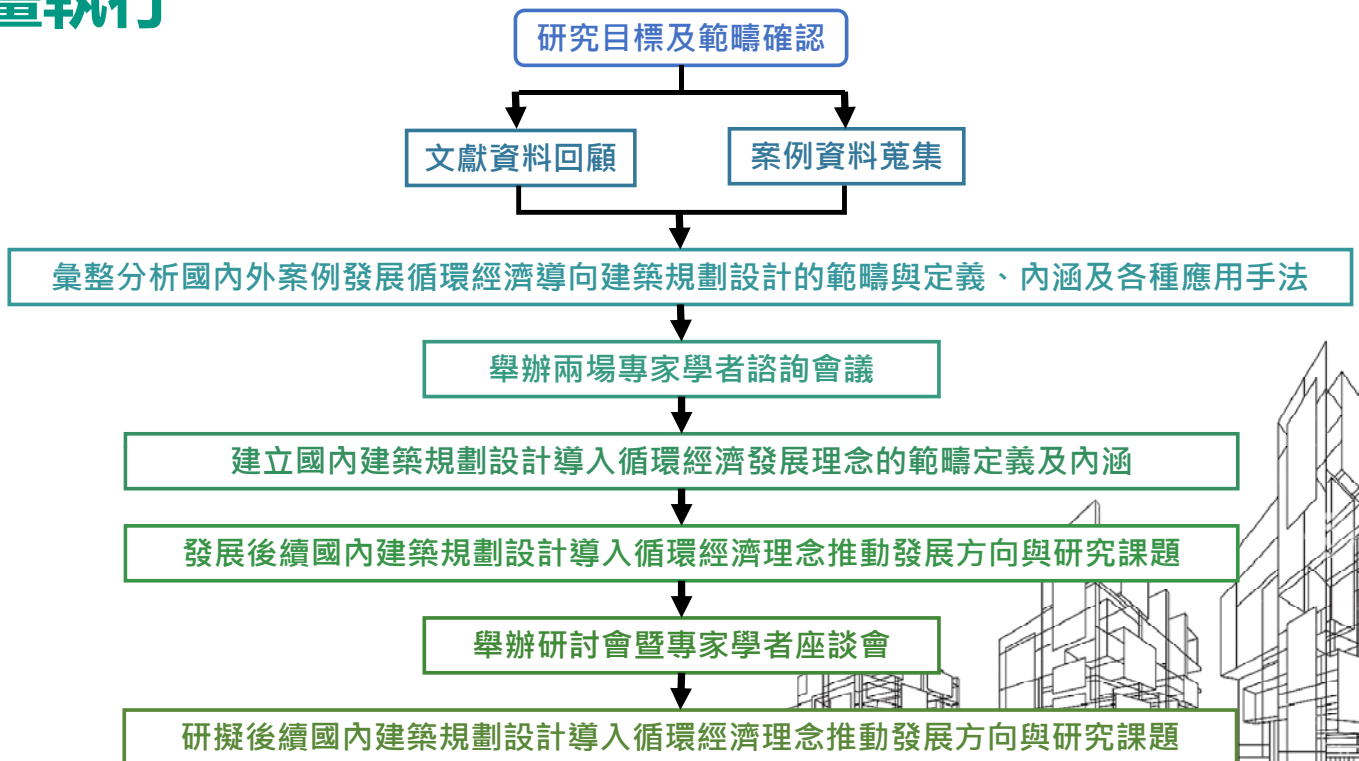 畫執行
研究目標及範疇確認
文獻資料回顧
案例資料蒐集
彙整分析國內外案例發展循環經濟導向建築規劃設計的範疇與定義、內涵及各種應用手法
舉辦兩場專家學者諮詢會議
建立國內建築規劃設計導入循環經濟發展理念的範疇定義及內涵
發展後續國內建築規劃設計導入循環經濟理念推動發展方向與研究課題
舉辦研討會暨專家學者座談會
研擬後續國內建築規劃設計導入循環經濟理念推動發展方向與研究課題